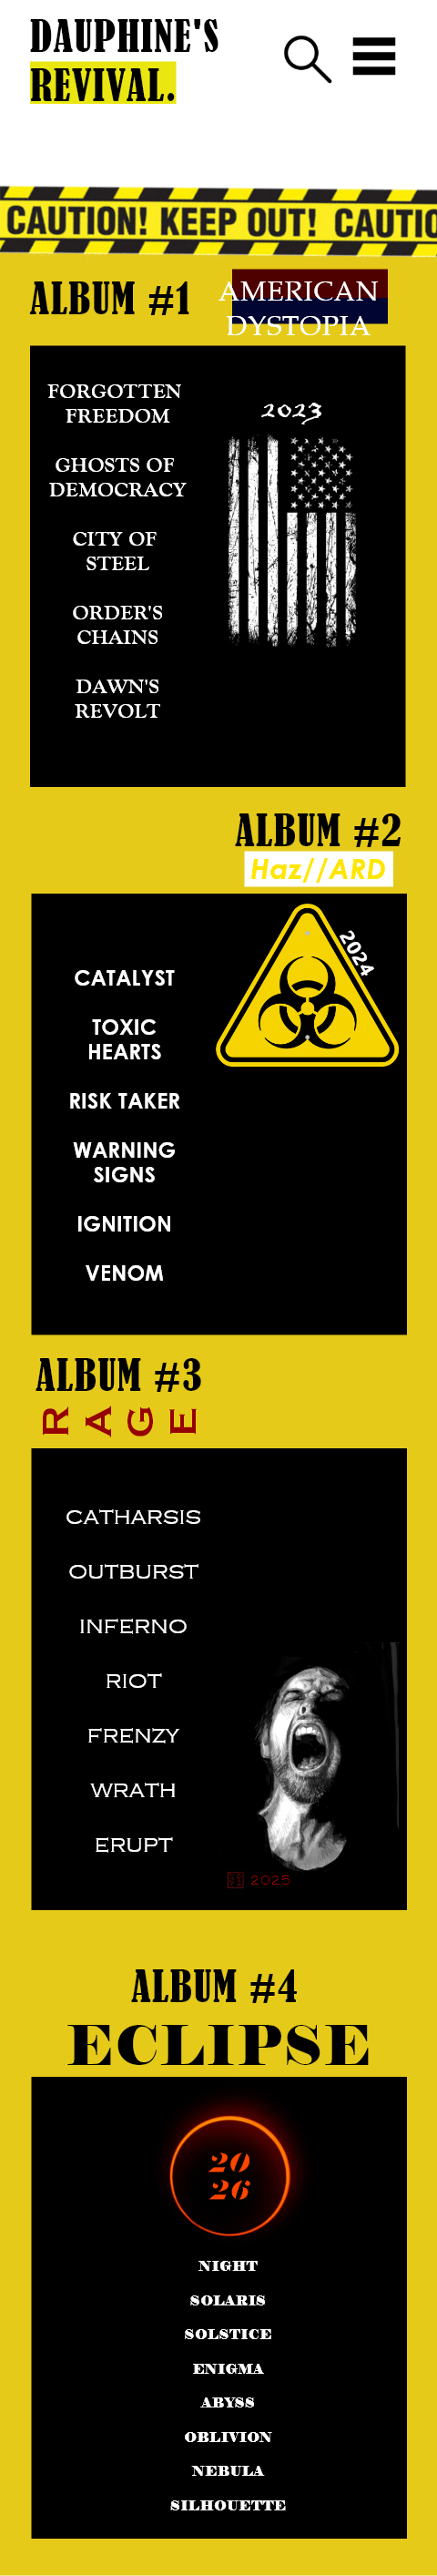 DAUPHINE'S
REVIVAL.
CAUTION! KEEP OUT! CAUTIO
ALBUM #1
AMERICAN
DYSTOPIA
FORGOTTEN
FREEDOM
GHOSTS OF
DEMOCRACY
CITY OF
STEEL
ORDER'S
CHAINS
DAWN'S
REVOLT
2023
ALBUM #2
Haz//ARD
2024
CATALYST
TOXIC
HEARTS
RISK TAKER
WARNING
SIGNS
IGNITION
VENOM
ALBUM #3
RAGE
CATHARSIS
OUTBURST
INFERNO
RIOT
FRENZY
WRATH
ERUPT
2025
ALBUM #4
ECLIPSE
20
26
NIGHT
SOLARIS
SOLSTICE
ENIGMA
ABYSS
OBLIVION
NEBULA
SILHOUETTE